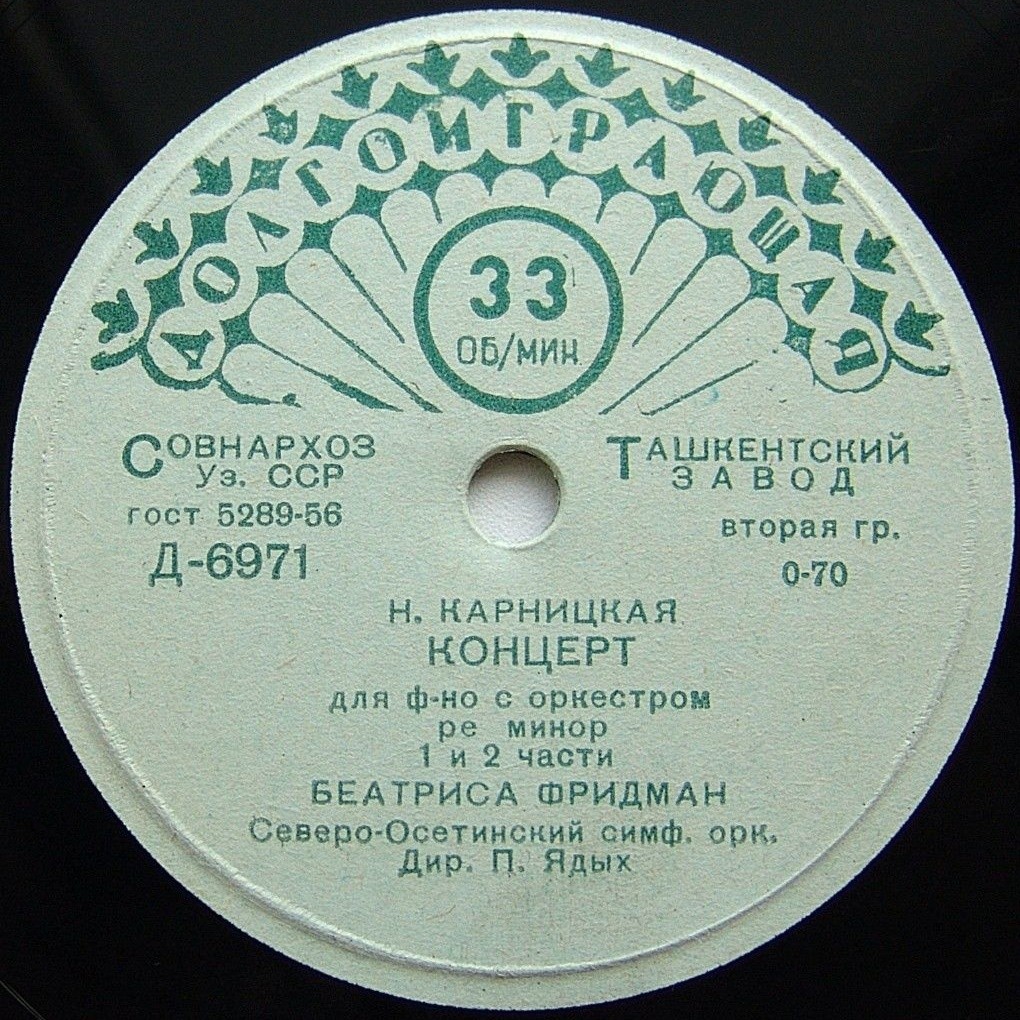 ДОЛГОИГРАЮЩАЯ
33
ОБ/МИН
СОВНАРХОЗ
Уз. ССР
гост 5289-56
Д-6971
ТАШКЕНТСКИЙ
ЗАВОД
вторая гр.
0-70
Н. КАРНИЦКАЯ
КОНЦЕРТ
для ф-но с оркестром
ре минор
1 и 2 части
БЕАТРИСА ФРИДМАН
Северо-Осетинский симф. орк.
Дир. П. Ядых